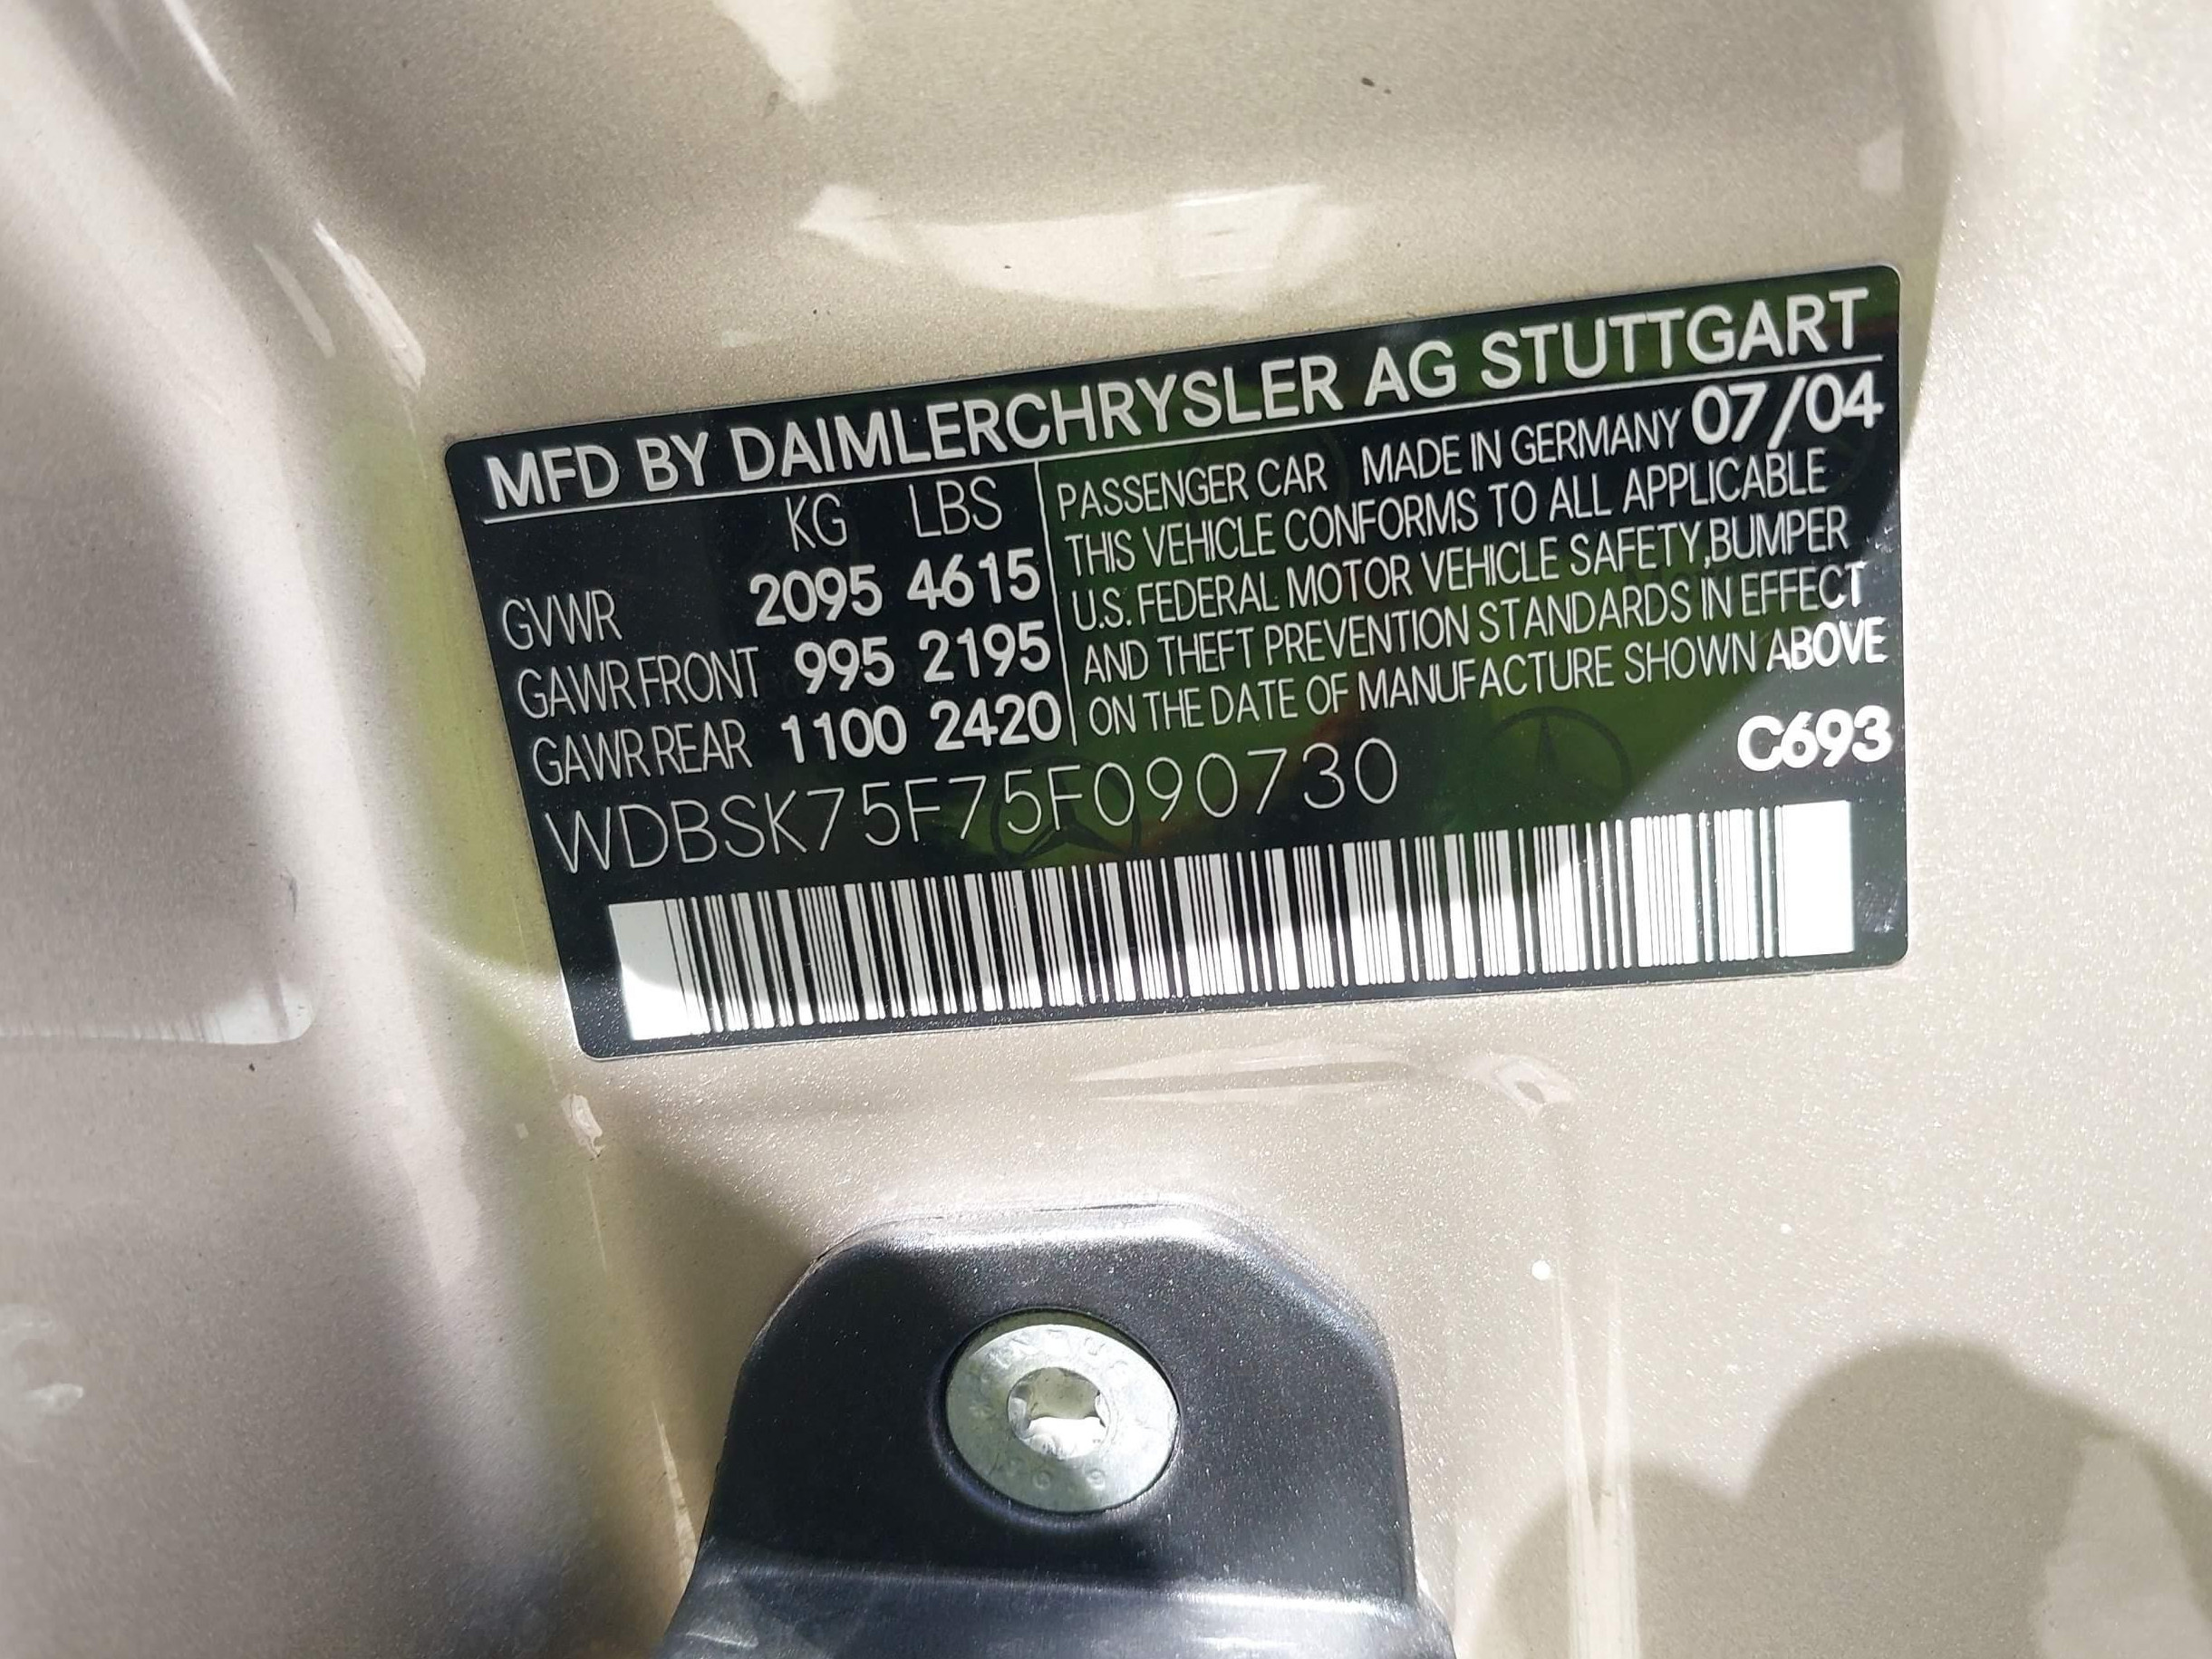 MFD BY DAIMLERCHRYSLER AG STUTTGART
KG LBS
GVWR 2095 4615
GAWR FRONT 995 2195
GAWR REAR 1100 2420
PASSENGER CAR MADE IN GERMANY 07/04
THIS VEHICLE CONFORMS TO ALL APPLICABLE
U.S. FEDERAL MOTOR VEHICLE SAFETY,BUMPER
AND THEFT PREVENTION STANDARDS IN EFFECT
ON THE DATE OF MANUFACTURE SHOWN ABOVE
WDBSK75F75F090730
C693